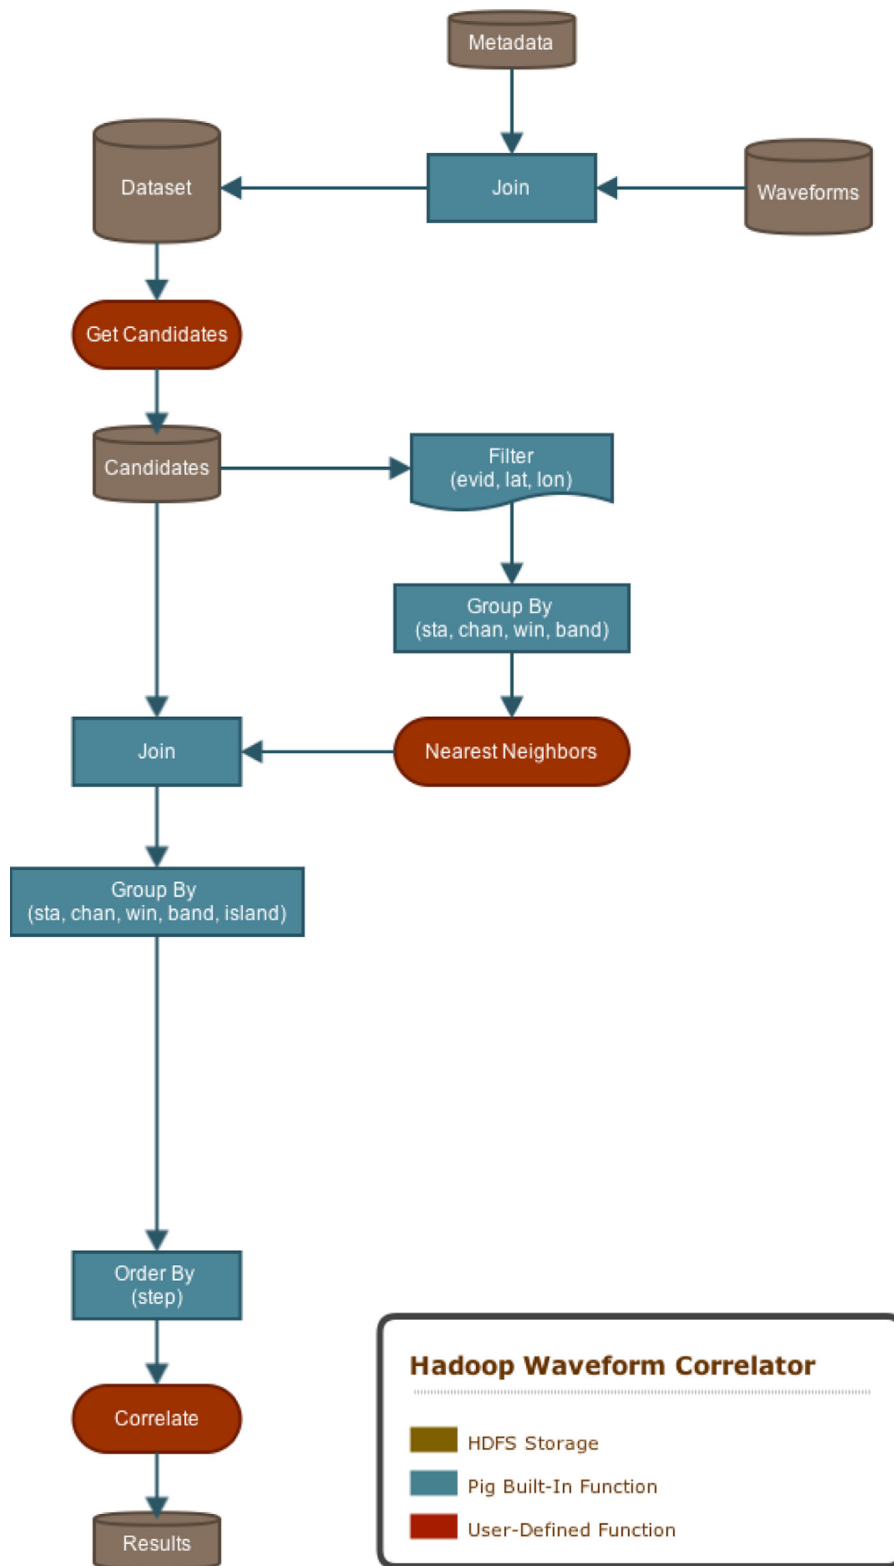 Metadata
Dataset
Join
Waveforms
Get Candidates
Candidates
Filter
(evid, lat, lon)
Group By
(sta, chan, win, band)
Join
Nearest Neighbors
Group By
(sta, chan, win, band, island)
Order By
(step)
Correlate
Results
Hadoop Waveform Correlator
HDFS Storage
Pig Built-In Function
User-Defined Function